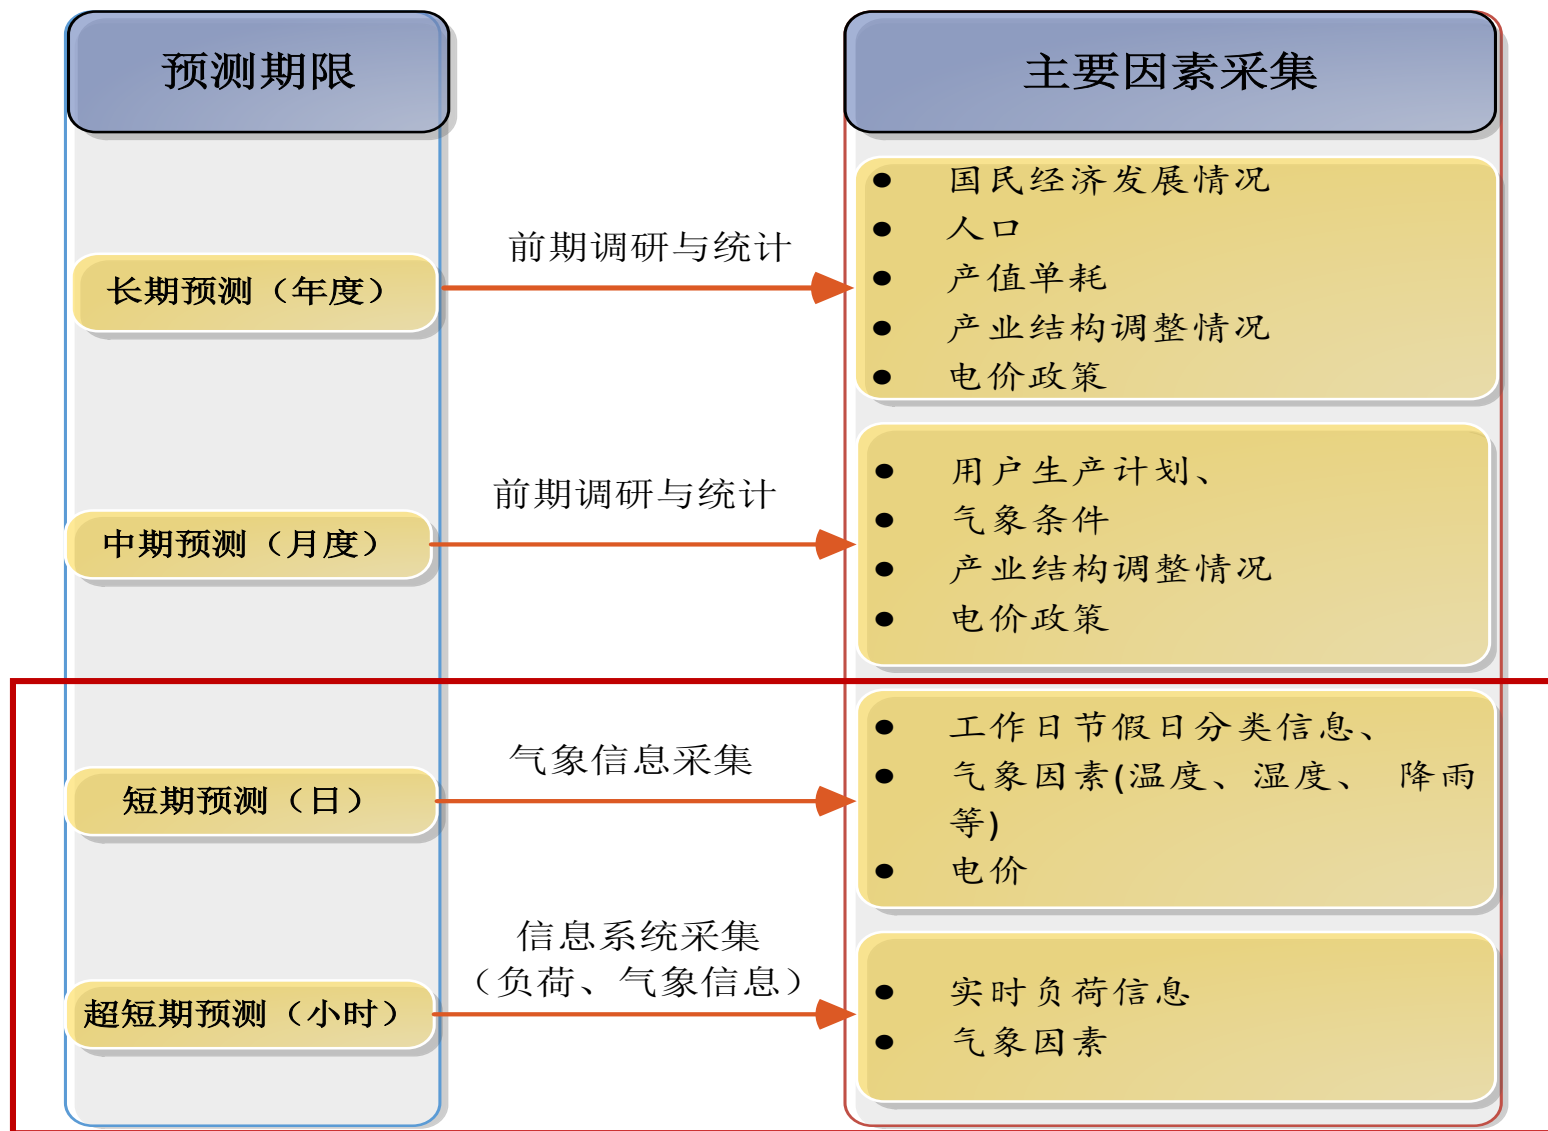 预测期限
主要因素采集
前期调研与统计
长期预测（年度）
● 国民经济发展情况
● 人口
● 产值单耗
● 产业结构调整情况
● 电价政策
前期调研与统计
中期预测（月度）
● 用户生产计划、
● 气象条件
● 产业结构调整情况
● 电价政策
气象信息采集
短期预测（日）
● 工作日节假日分类信息、
● 气象因素(温度、湿度、 降雨
等)
● 电价
信息系统采集
（负荷、气象信息）
超短期预测（小时）
● 实时负荷信息
● 气象因素